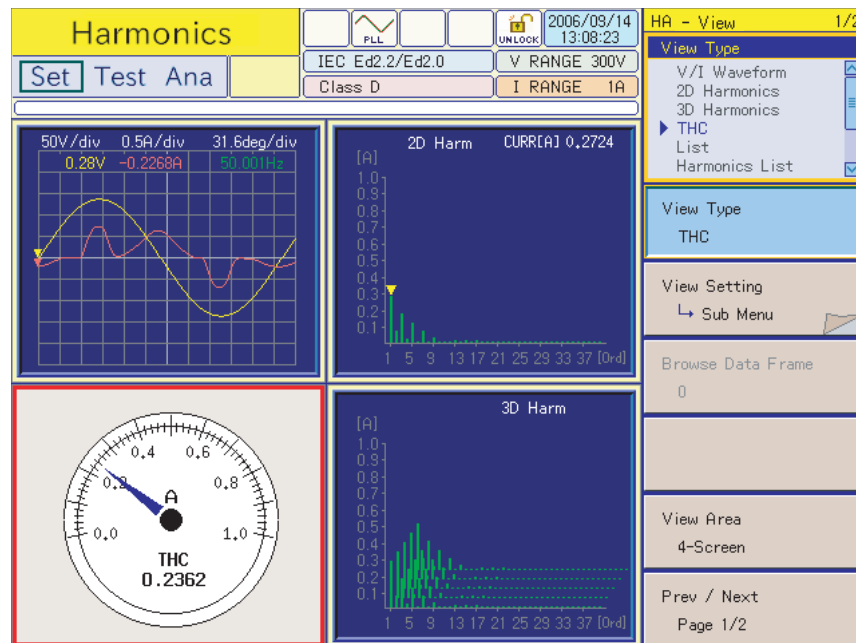 Harmonics
Set Test Ana
PLL
UNLOCK
2006/09/14
13:08:23
IEC Ed2.2/Ed2.0
V RANGE 300V
Class D
I RANGE 1A
50V/div 0.5A/div 31.6deg/div
0.28V -0.2268A 50.001Hz
2D Harm CURR[A] 0.2724
[A]
1.0
0.9
0.8
0.7
0.6
0.5
0.4
0.3
0.2
0.1
1 5 9 13 17 21 25 29 33 37 [Ord]
0.0
0.2
0.4
0.6
0.8
1.0
A
THC
0.2362
3D Harm
[A]
1.0
0.9
0.8
0.7
0.6
0.5
0.4
0.3
0.2
0.1
1 5 9 13 17 21 25 29 33 37 [Ord]
HA - View
View Type
V/I Waveform
2D Harmonics
3D Harmonics
THC
List
Harmonics List
View Type
THC
View Setting
Sub Menu
Browse Data Frame
0
View Area
4-Screen
Prev / Next
Page 1/2